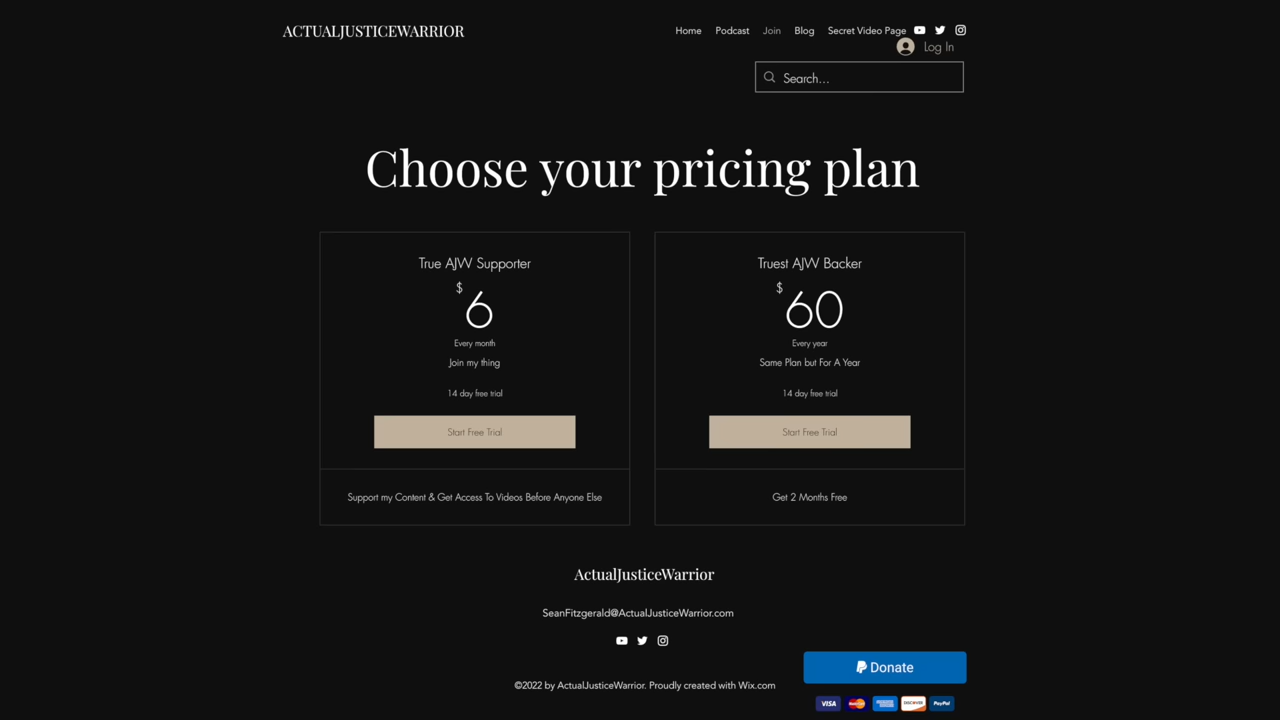 ACTUALJUSTICEWARRIOR
Home Podcast Join Blog Secret Video Page
Log In
Search...
Choose your pricing plan
True AJW Supporter
$ 6
Every month
Join my thing
14 day free trial
Start Free Trial
Support my Content & Get Access To Videos Before Anyone Else
Truest AJW Backer
$ 60
Every year
Same Plan but For A Year
14 day free trial
Start Free Trial
Get 2 Months Free
ActualJusticeWarrior
SeanFitzgerald@ActualJusticeWarrior.com
©2022 by ActualJusticeWarrior. Proudly created with Wix.com
Donate
VISA MasterCard AMERICAN EXPRESS DISCOVER PayPal